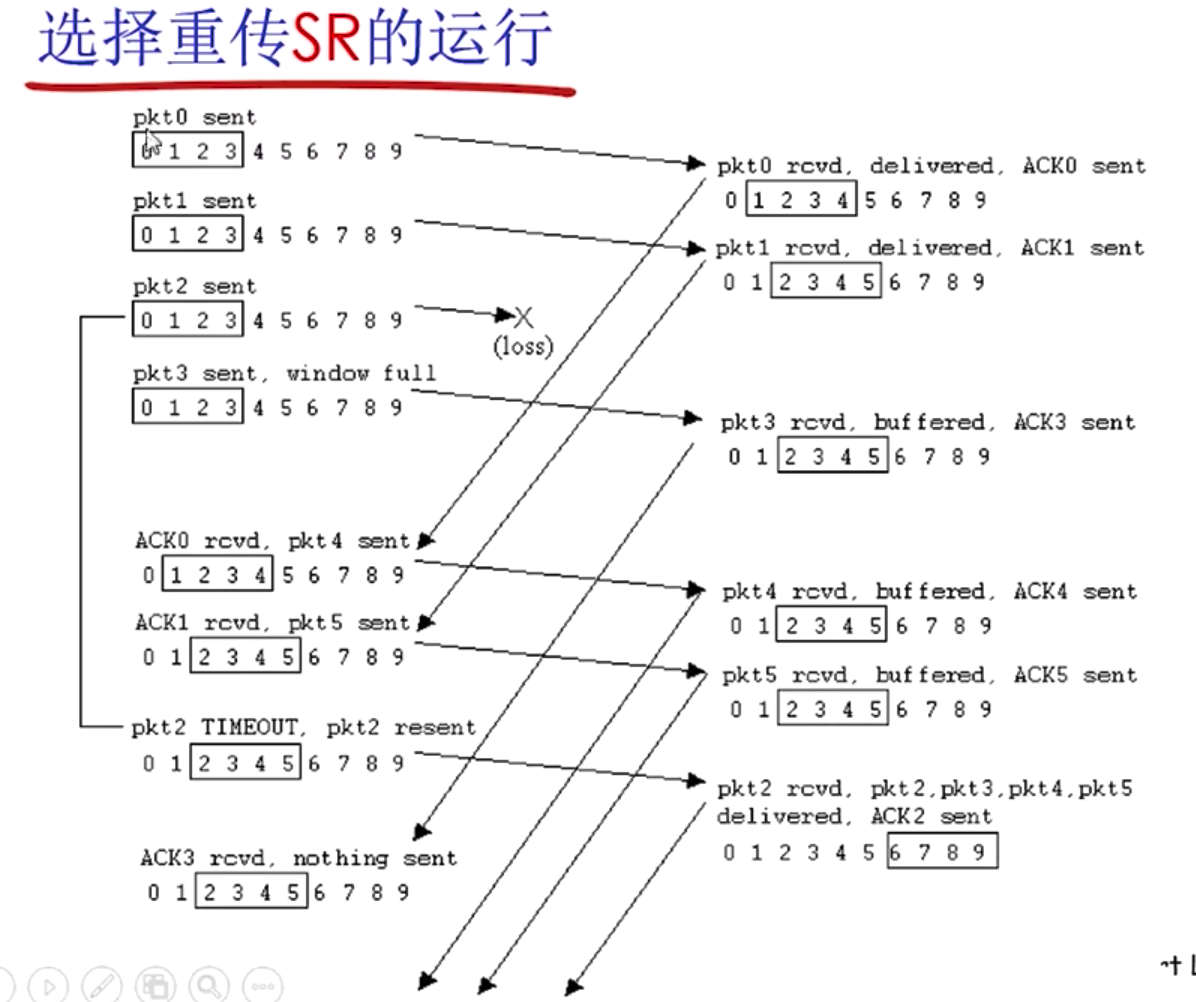 选择重传SR的运行
pkt0 sent
0 1 2 3 4 5 6 7 8 9
pkt0 rcvd, delivered, ACK0 sent
0 1 2 3 4 5 6 7 8 9
pkt1 sent
0 1 2 3 4 5 6 7 8 9
pkt1 rcvd, delivered, ACK1 sent
0 1 2 3 4 5 6 7 8 9
pkt2 sent
0 1 2 3 4 5 6 7 8 9
X
(loss)
pkt3 sent, window full
0 1 2 3 4 5 6 7 8 9
pkt3 rcvd, buffered, ACK3 sent
0 1 2 3 4 5 6 7 8 9
ACK0 rcvd, pkt4 sent
0 1 2 3 4 5 6 7 8 9
pkt4 rcvd, buffered, ACK4 sent
0 1 2 3 4 5 6 7 8 9
ACK1 rcvd, pkt5 sent
0 1 2 3 4 5 6 7 8 9
pkt5 rcvd, buffered, ACK5 sent
0 1 2 3 4 5 6 7 8 9
pkt2 TIMEOUT, pkt2 resent
0 1 2 3 4 5 6 7 8 9
pkt2 rcvd, pkt2,pkt3,pkt4,pkt5
delivered, ACK2 sent
0 1 2 3 4 5 6 7 8 9
ACK3 rcvd, nothing sent
0 1 2 3 4 5 6 7 8 9